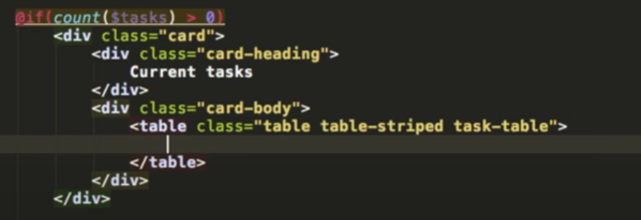 @if(count($tasks) > 0)
<div class="card">
<div class="card-heading">
Current tasks
</div>
<div class="card-body">
<table class="table table-striped task-table">
</table>
</div>
</div>